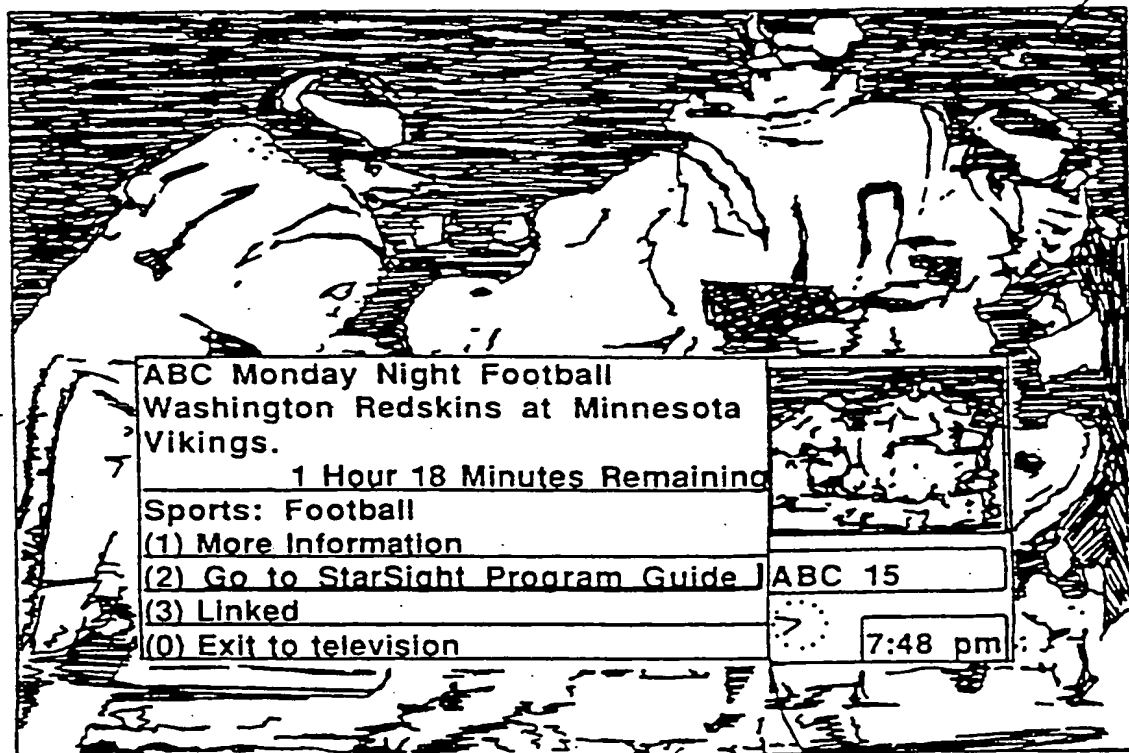 ABC Monday Night Football
Washington Redskins at Minnesota
Vikings.
1 Hour 18 Minutes Remaining
Sports: Football
(1) More Information
(2) Go to StarSight Program Guide
ABC 15
(3) Linked
(0) Exit to television
7:48 pm